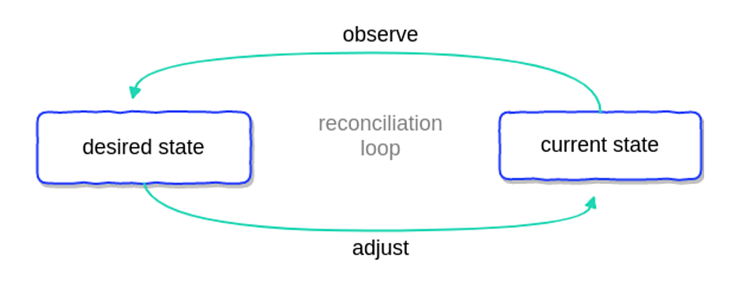 observe
desired state
reconciliation
loop
current state
adjust